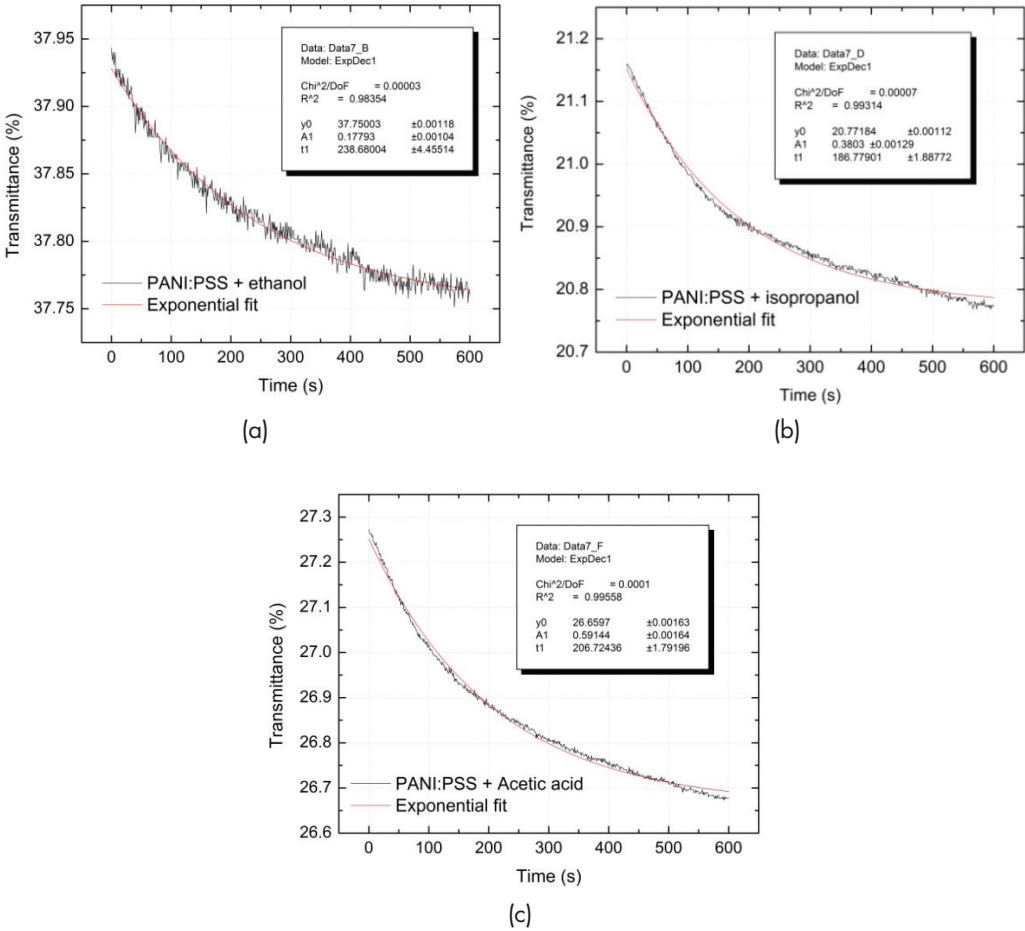 37.95
37.90
37.85
37.80
37.75
Transmittance (%)
Data: Data7_B
Model: ExpDec1
Chi^2/DoF = 0.00003
R^2 = 0.98354
y0 37.75003 ±0.00118
A1 0.17793 ±0.00104
t1 238.68004 ±4.45514
PANI:PSS + ethanol
Exponential fit
0 100 200 300 400 500 600
Time (s)
(a)
21.2
21.1
21.0
20.9
20.8
20.7
Transmittance (%)
Data: Data7_D
Model: ExpDec1
Chi^2/DoF = 0.00007
R^2 = 0.99314
y0 20.77184 ±0.00112
A1 0.3803 ±0.00129
t1 186.77901 ±1.88772
PANI:PSS + isopropanol
Exponential fit
0 100 200 300 400 500 600
Time (s)
(b)
27.3
27.2
27.1
27.0
26.9
26.8
26.7
26.6
Transmittance (%)
Data: Data7_F
Model: ExpDec1
Chi^2/DoF = 0.0001
R^2 = 0.99558
y0 26.6597 ±0.00163
A1 0.59144 ±0.00164
t1 206.72436 ±1.79196
PANI:PSS + Acetic acid
Exponential fit
0 100 200 300 400 500 600
Time (s)
(c)